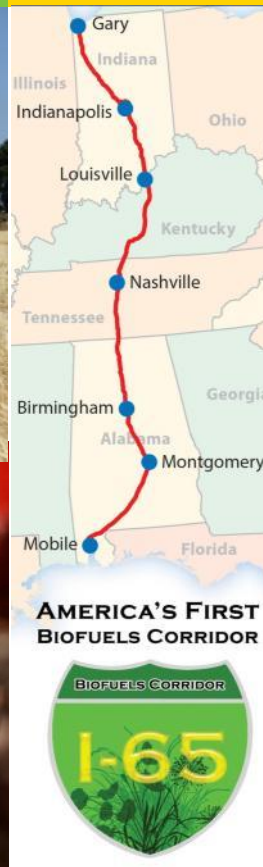 Gary
Indiana
Illinois
Indianapolis
Ohio
Louisville
Kentucky
Nashville
Tennessee
Georgia
Birmingham
Alabama
Montgomery
Mobile
Florida
AMERICA'S FIRST
BIOFUELS CORRIDOR
BIOFUELS CORRIDOR
I-65